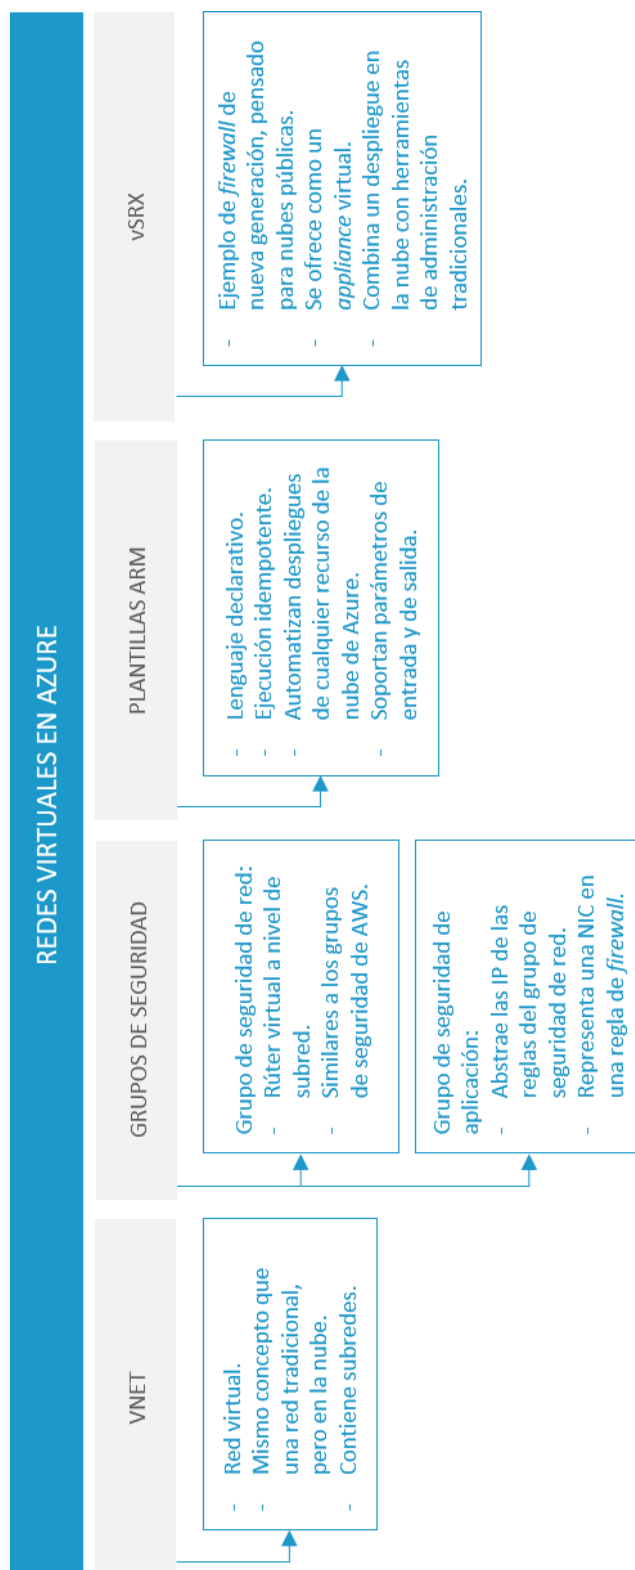 REDES VIRTUALES EN AZURE
VNET
- Red virtual.
- Mismo concepto que
una red tradicional,
pero en la nube.
- Contiene subredes.
GRUPOS DE SEGURIDAD
Grupo de seguridad de red:
- Rúter virtual a nivel de
subred.
- Similares a los grupos
de seguridad de AWS.
Grupo de seguridad de
aplicación:
- Abstrae las IP de las
reglas del grupo de
seguridad de red.
- Representa una NIC en
una regla de firewall.
PLANTILLAS ARM
- Lenguaje declarativo.
- Ejecución idempotente.
- Automatizan despliegues
de cualquier recurso de la
nube de Azure.
- Soportan parámetros de
entrada y de salida.
vSRX
- Ejemplo de firewall de
nueva generación, pensado
para nubes públicas.
- Se ofrece como un
appliance virtual.
- Combina un despliegue en
la nube con herramientas
de administración
tradicionales.